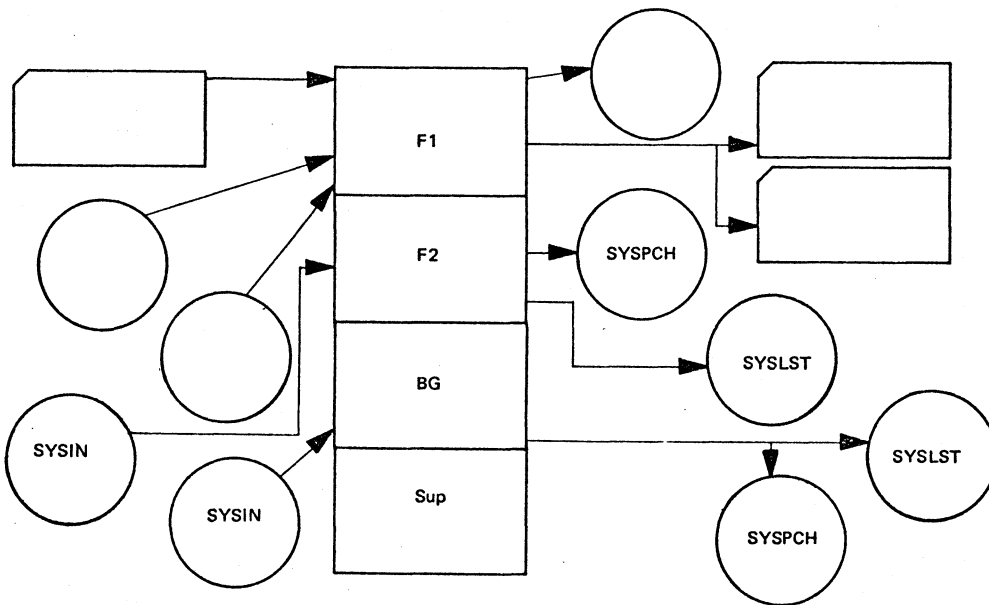 F1
F2
SYSPCH
SYSLST
BG
SYSIN
SYSLST
Sup
SYSIN
SYSPCH